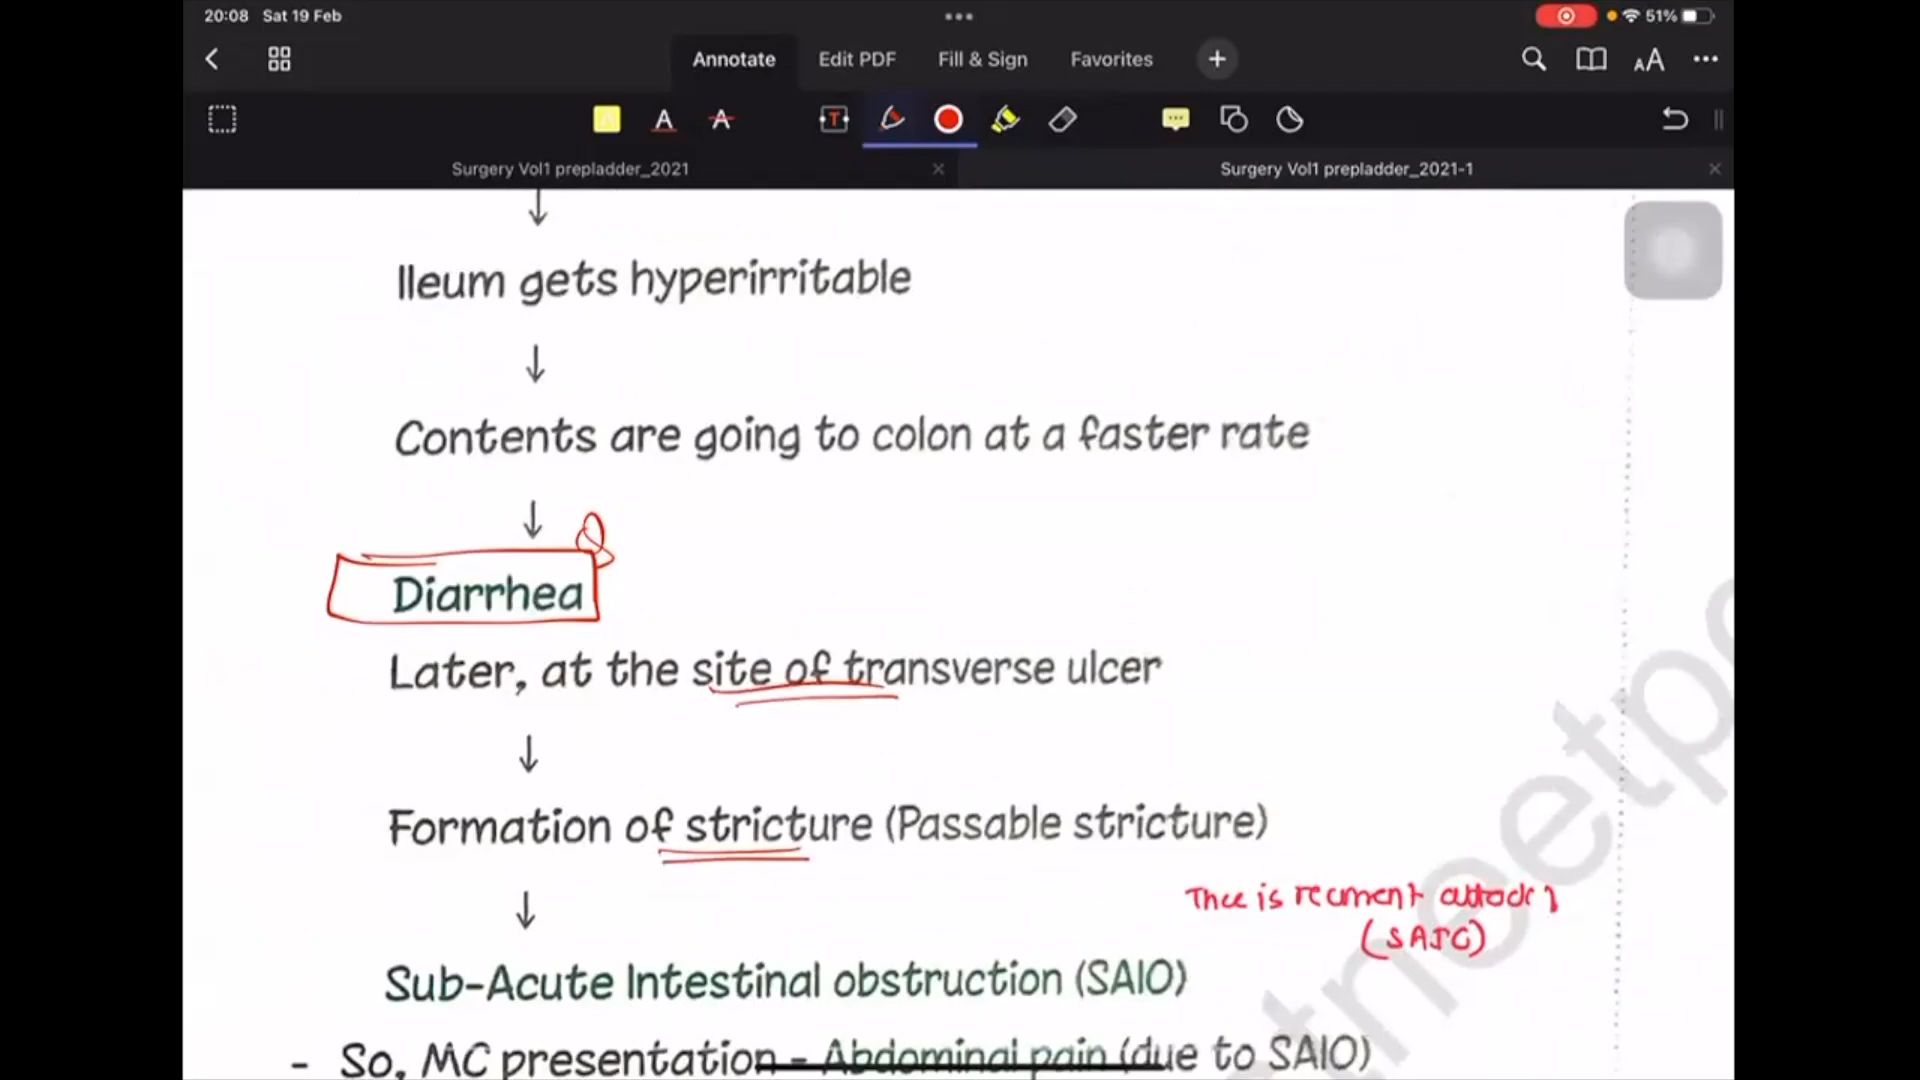 20:08 Sat 19 Feb
51%
Annotate Edit PDF Fill & Sign Favorites
Surgery Vol1 prepladder_2021
Surgery Vol1 prepladder_2021-1
Ileum gets hyperirritable
↓
Contents are going to colon at a faster rate
↓
Diarrhea
Later, at the site of transverse ulcer
↓
Formation of stricture (Passable stricture)
↓
is
Sub-Acute Intestinal obstruction (SAIO)
- So, MC presentation - Abdominal pain (due to SAIO)